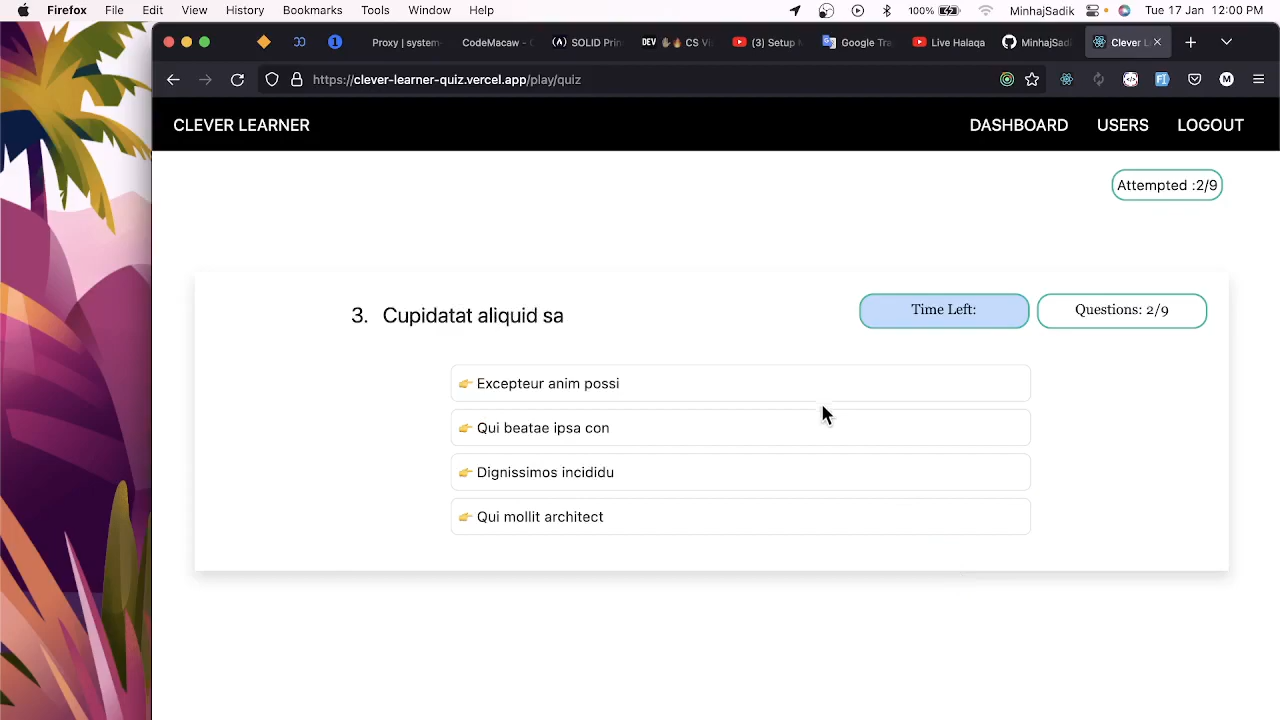 Firefox File Edit View History Bookmarks Tools Window Help 100% MinhajSadik Tue 17 Jan 12:00 PM
1 Proxy | system- CodeMacaw - SOLID Prin DEV CS Vi (3) Setup Google Tra Live Halaqa MinhajSadi Clever L
https://clever-learner-quiz.vercel.app/play/quiz M
CLEVER LEARNER DASHBOARD USERS LOGOUT
Attempted :2/9
3. Cupidatat aliquid sa Time Left: Questions: 2/9
👉 Excepteur anim possi
👉 Qui beatae ipsa con
👉 Dignissimos incididu
👉 Qui mollit architect